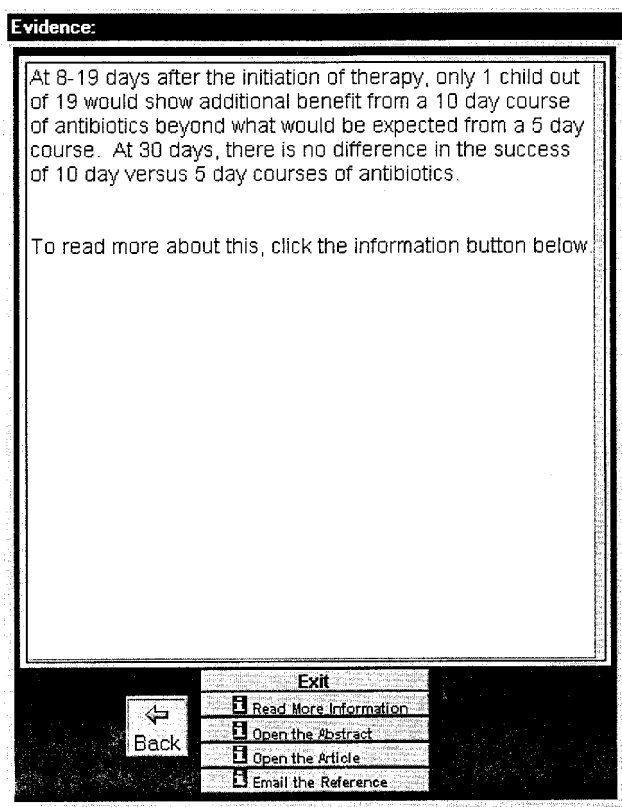 Evidence:
At 8-19 days after the initiation of therapy, only 1 child out
of 19 would show additional benefit from a 10 day course
of antibiotics beyond what would be expected from a 5 day
course.  At 30 days, there is no difference in the success
of 10 day versus 5 day courses of antibiotics.
To read more about this, click the information button below.
Exit
Read More Information
Back
Open the Abstract
Open the Article
Email the Reference